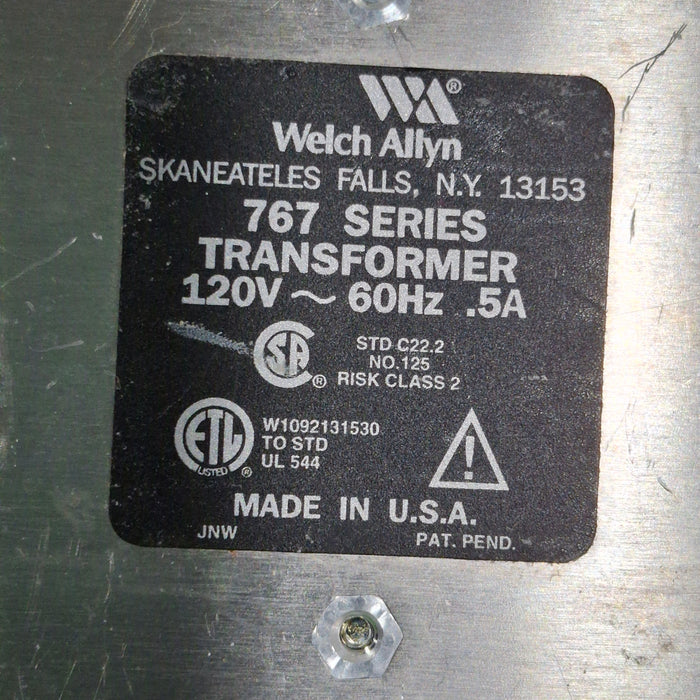 WA®
Welch Allyn
SKANEATELES FALLS, N.Y. 13153
767 SERIES
TRANSFORMER
120V ~ 60Hz .5A
CSA®
STD C22.2
NO.125
RISK CLASS 2
ETL
LISTED®
W1092131530
TO STD
UL 544
!
MADE IN U.S.A.
JNW
PAT. PEND.